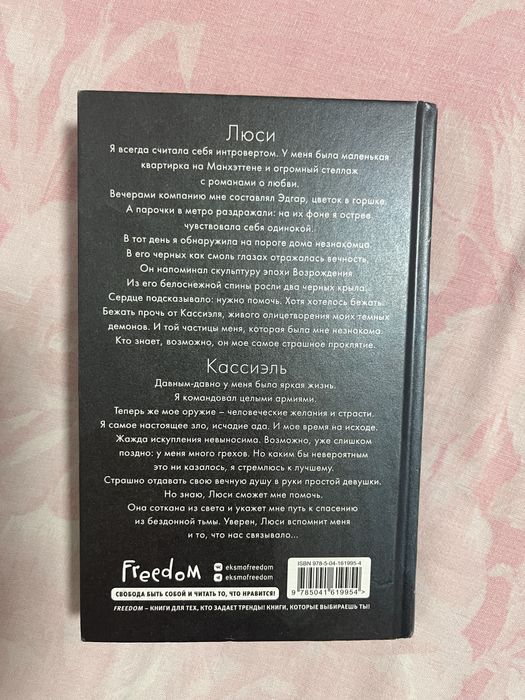 Люси
Я всегда считала себя интровертом. У меня была маленькая
квартирка на Манхэттене и огромный стеллаж
с романами о любви.
Вечерами компанию мне составлял Эдгар, цветок в горшке.
А парочки в метро раздражали: на их фоне я острее
чувствовала себя одинокой.
В тот день я обнаружила на пороге дома незнакомца.
В его черных как смоль глазах отражалась вечность.
Он напоминал скульптуру эпохи Возрождения.
Из его белоснежной спины росли два черных крыла.
Сердце подсказывало: нужно помочь. Хотя хотелось бежать.
Бежать прочь от Кассиэля, живого олицетворения моих темных
демонов. И той частицы меня, которая была мне незнакома.
Кто знает, возможно, он мое самое страшное проклятие.
Кассиэль
Давным-давно у меня была яркая жизнь.
Я командовал целыми армиями.
Теперь же мое оружие – человеческие желания и страсти.
Я самое настоящее зло, исчадие ада. И мое время на исходе.
Жажда искупления невыносима. Возможно, уже слишком
поздно: у меня много грехов. Но каким бы невероятным
это ни казалось, я стремлюсь к лучшему.
Страшно отдавать свою вечную душу в руки простой девушки.
Но знаю, Люси сможет мне помочь.
Она соткана из света и укажет мне путь к спасению
из бездонной тьмы. Уверен, Люси вспомнит меня
и то, что нас связывало...
Freedom
eksmofreedom
eksmofreedom
СВОБОДА БЫТЬ СОБОЙ И ЧИТАТЬ ТО, ЧТО НРАВИТСЯ!
FREEDOM – КНИГИ ДЛЯ ТЕХ, КТО ЗАДАЕТ ТРЕНДЫ! КНИГИ, КОТОРЫЕ ВЫБИРАЕШЬ ТЫ!
ISBN 978-5-04-161995-4
9 785041 619954 >